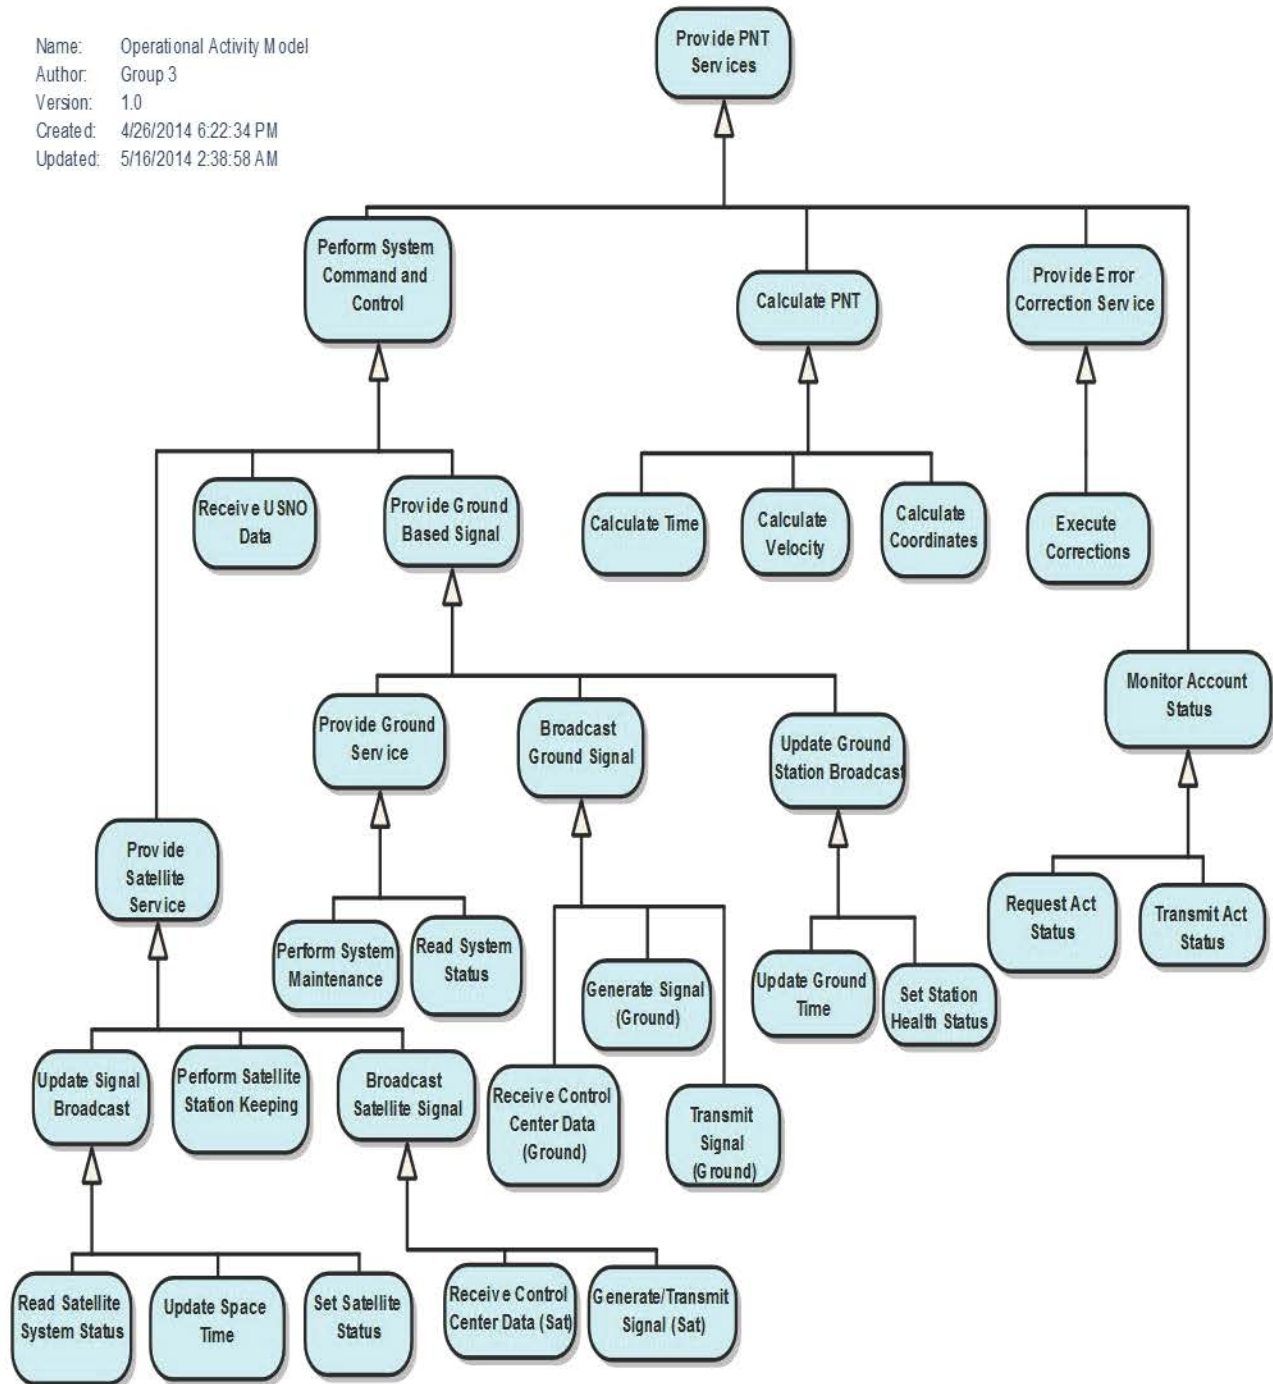 Name: Operational Activity Model
Author: Group 3
Version: 1.0
Created: 4/26/2014 6:22:34 PM
Updated: 5/16/2014 2:38:58 AM
Provide PNT
Services
Perform System
Command and
Control
Calculate PNT
Provide Error
Correction Service
Receive USNO
Data
Provide Ground
Based Signal
Calculate Time
Calculate
Velocity
Calculate
Coordinates
Execute
Corrections
Monitor Account
Status
Provide Ground
Service
Broadcast
Ground Signal
Update Ground
Station Broadcast
Provide
Satellite
Service
Request Act
Status
Transmit Act
Status
Perform System
Maintenance
Read System
Status
Generate Signal
(Ground)
Update Ground
Time
Set Station
Health Status
Update Signal
Broadcast
Perform Satellite
Station Keeping
Broadcast
Satellite Signal
Receive Control
Center Data
(Ground)
Transmit
Signal
(Ground)
Read Satellite
System Status
Update Space
Time
Set Satellite
Status
Receive Control
Center Data (Sat)
Generate/Transmit
Signal (Sat)